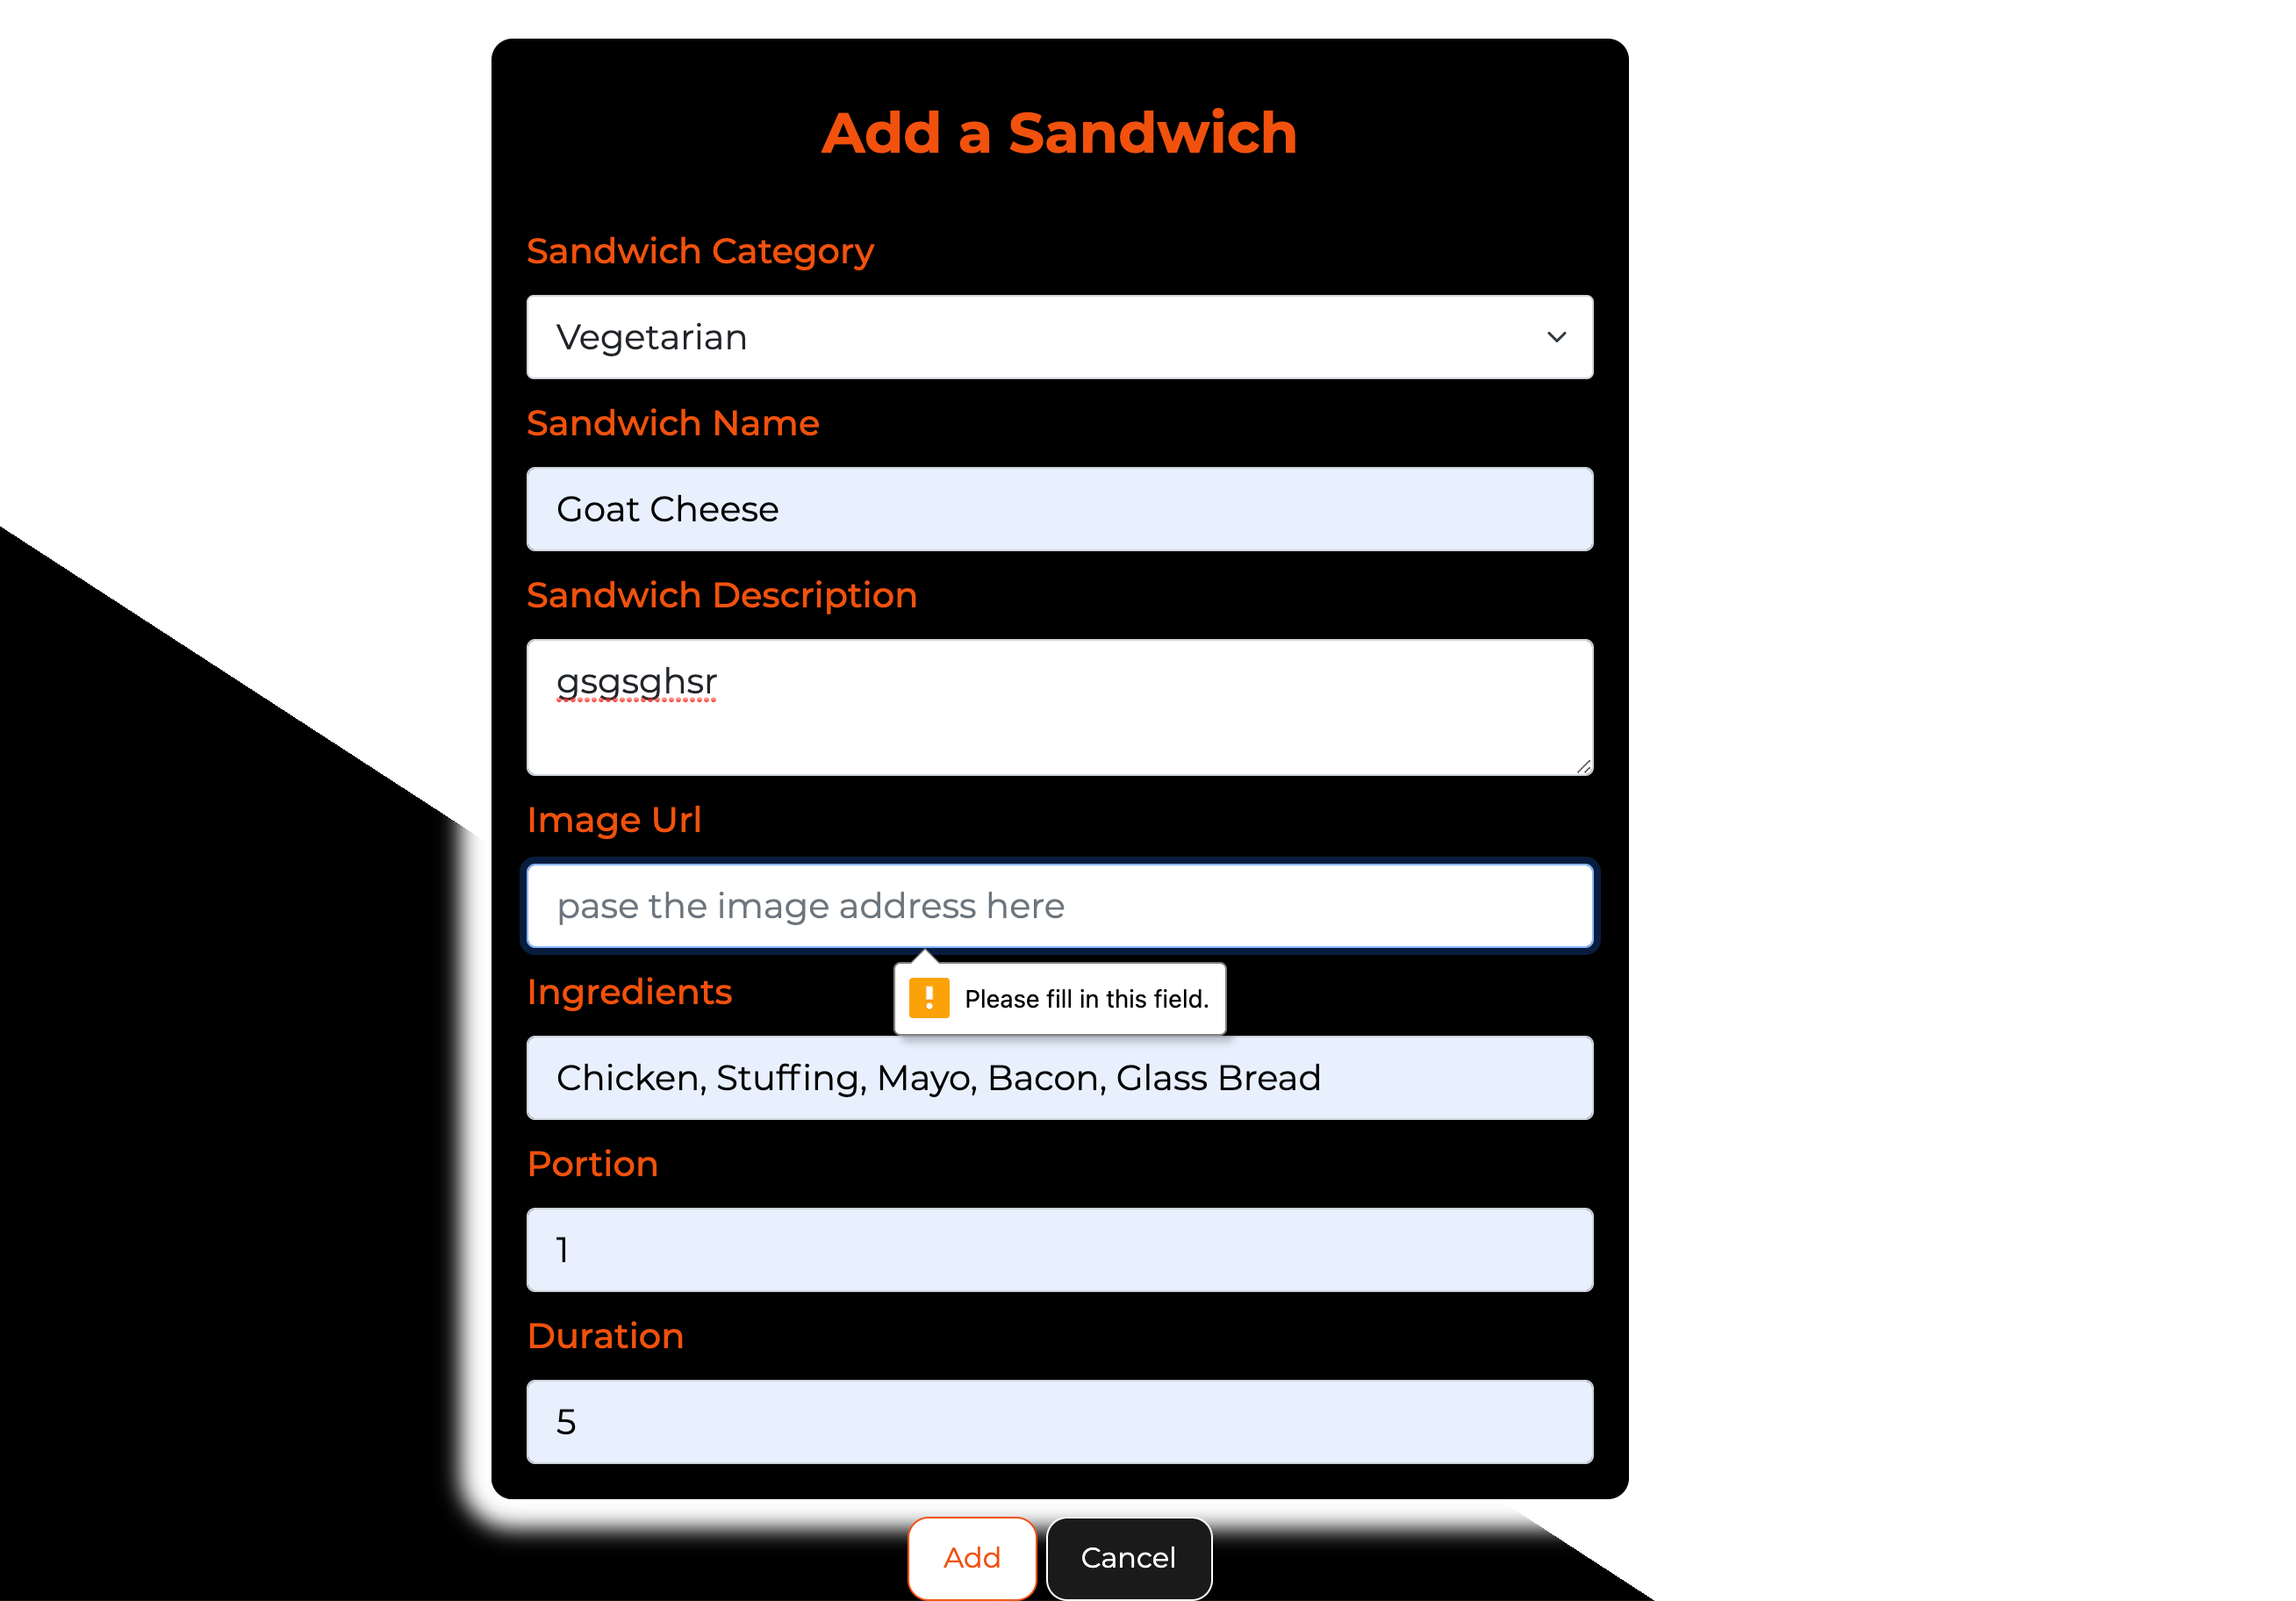 Add a Sandwich
Sandwich Category
Vegetarian
Sandwich Name
Goat Cheese
Sandwich Description
gsgsghsr
Image Url
pase the image address here
Please fill in this field.
Ingredients
Chicken, Stuffing, Mayo, Bacon, Glass Bread
Portion
1
Duration
5
Add
Cancel